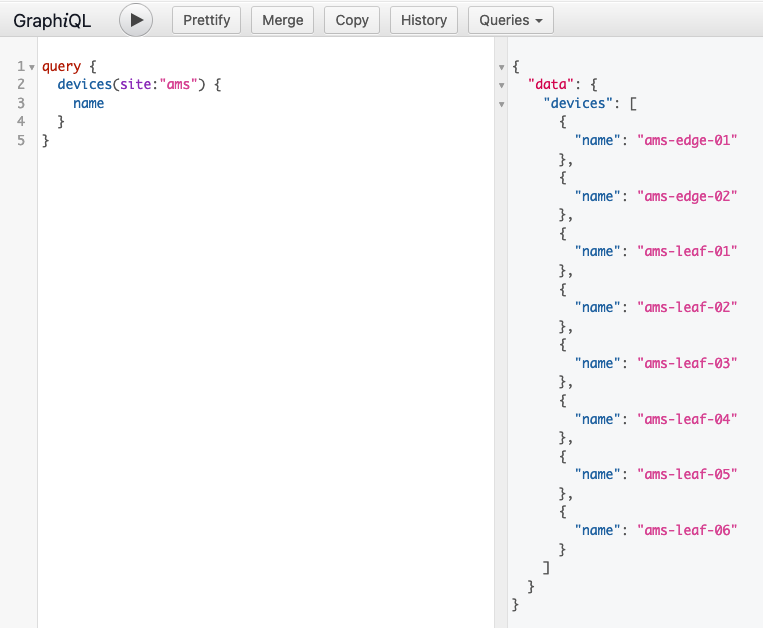 GraphiQL Prettify Merge Copy History Queries
1 query {
2 devices(site:"ams") {
3 name
4 }
5 }
{
"data": {
"devices": [
{
"name": "ams-edge-01"
},
{
"name": "ams-edge-02"
},
{
"name": "ams-leaf-01"
},
{
"name": "ams-leaf-02"
},
{
"name": "ams-leaf-03"
},
{
"name": "ams-leaf-04"
},
{
"name": "ams-leaf-05"
},
{
"name": "ams-leaf-06"
}
]
}
}